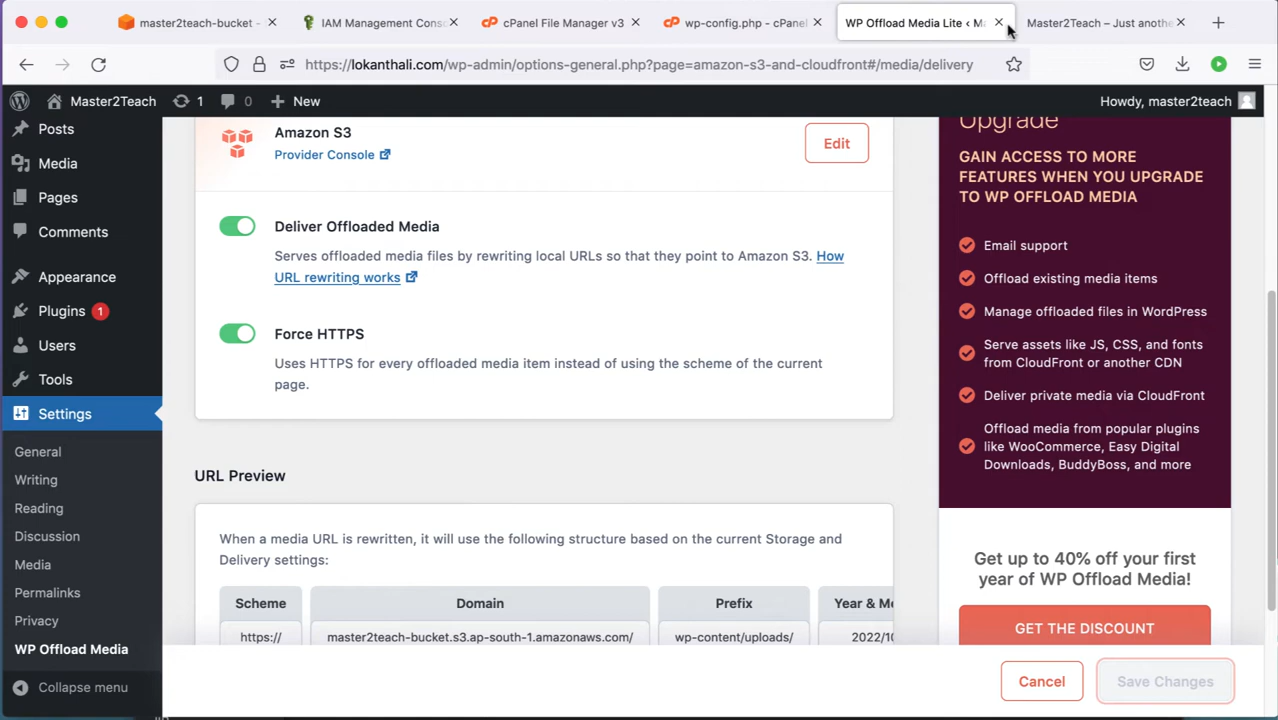 master2teach-bucket -
IAM Management Cons
cPanel File Manager v3
wp-config.php - cPanel
WP Offload Media Lite ‹ Ma
Master2Teach – Just anothe
https://lokanthali.com/wp-admin/options-general.php?page=amazon-s3-and-cloudfront#/media/delivery
Master2Teach
1
0
New
Howdy, master2teach
Posts
Media
Pages
Comments
Appearance
Plugins 1
Users
Tools
Settings
General
Writing
Reading
Discussion
Media
Permalinks
Privacy
WP Offload Media
Collapse menu
Amazon S3
Provider Console
Edit
Deliver Offloaded Media
Serves offloaded media files by rewriting local URLs so that they point to Amazon S3. How
URL rewriting works
Force HTTPS
Uses HTTPS for every offloaded media item instead of using the scheme of the current
page.
URL Preview
When a media URL is rewritten, it will use the following structure based on the current Storage and
Delivery settings:
Scheme Domain Prefix Year & Mo
https:// master2teach-bucket.s3.ap-south-1.amazonaws.com/ wp-content/uploads/ 2022/10
Upgrade
GAIN ACCESS TO MORE
FEATURES WHEN YOU UPGRADE
TO WP OFFLOAD MEDIA
Email support
Offload existing media items
Manage offloaded files in WordPress
Serve assets like JS, CSS, and fonts
from CloudFront or another CDN
Deliver private media via CloudFront
Offload media from popular plugins
like WooCommerce, Easy Digital
Downloads, BuddyBoss, and more
Get up to 40% off your first
year of WP Offload Media!
GET THE DISCOUNT
Cancel
Save Changes